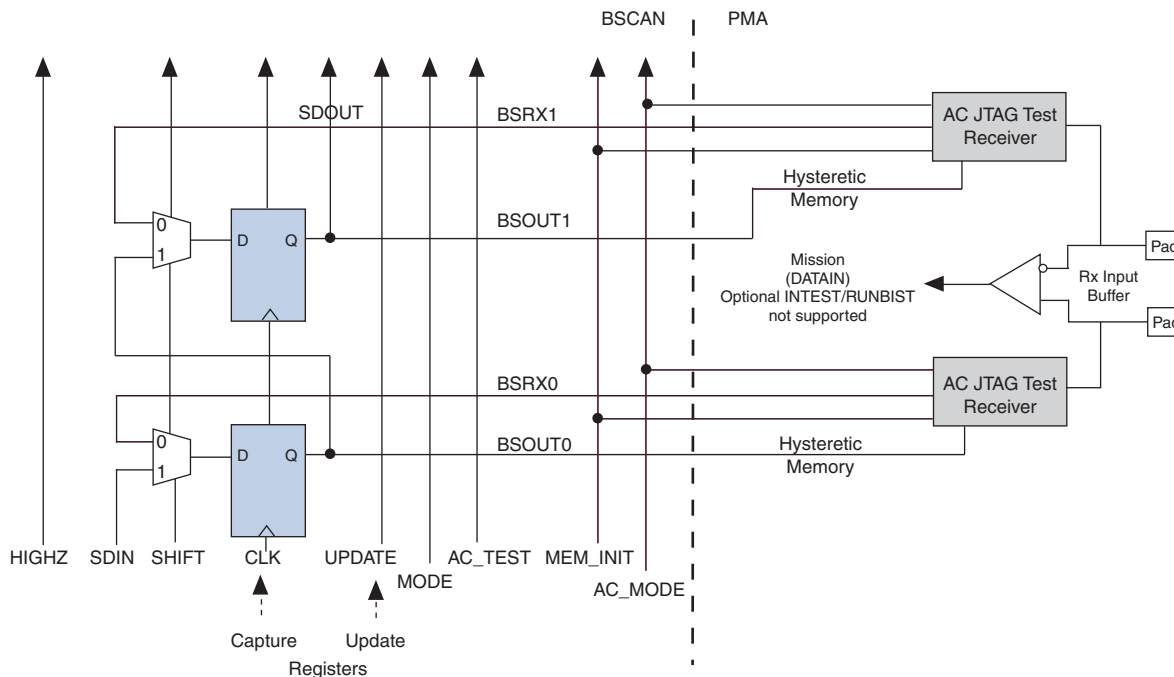 BSCAN
PMA
SDOUT
BSRX1
AC JTAG Test
Receiver
Hysteretic
Memory
0
1
D
Q
BSOUT1
Mission
(DATAIN)
Optional INTEST/RUNBIST
not supported
Rx Input
Buffer
BSRX0
AC JTAG Test
Receiver
0
1
D
Q
BSOUT0
Hysteretic
Memory
HIGHZ
SDIN
SHIFT
CLK
UPDATE
MODE
AC_TEST
MEM_INIT
AC_MODE
Capture
Update
Registers